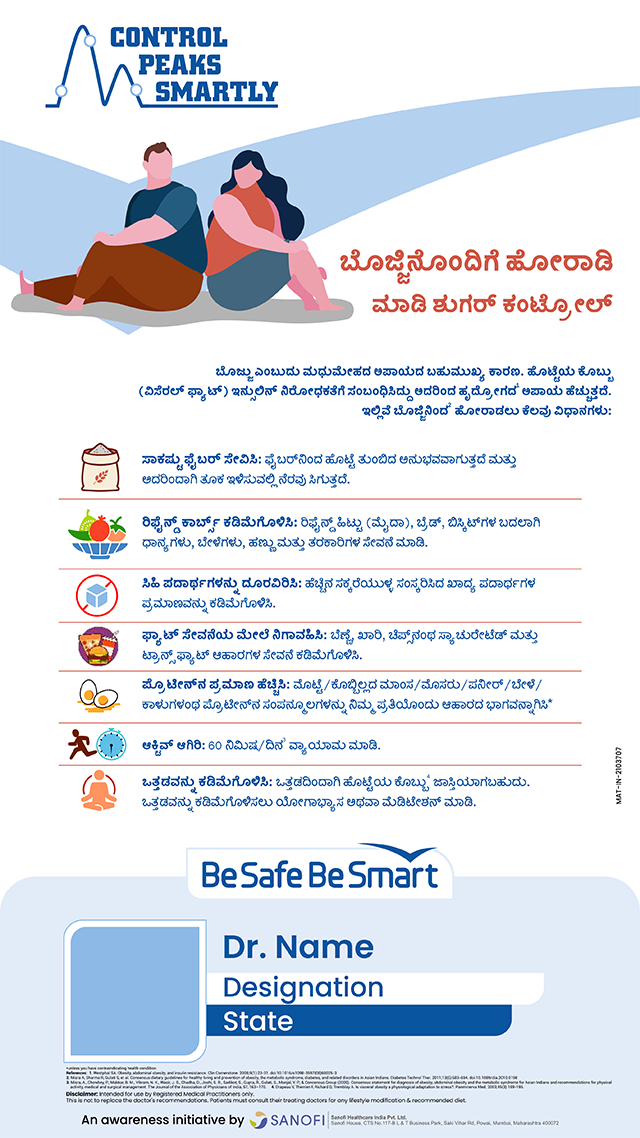 CONTROL
PEAKS
SMARTLY
ಬೊಜ್ಜಿನೊಂದಿಗೆ ಹೋರಾಡಿ
ಮಾಡಿ ಶುಗರ್ ಕಂಟ್ರೋಲ್
ಬೊಜ್ಜು ಎಂಬುದು ಮಧುಮೇಹದ ಅಪಾಯದ ಬಹುಮುಖ್ಯ ಕಾರಣ. ಹೊಟ್ಟೆಯ ಕೊಬ್ಬು
(ವಿಸೆರಲ್ ಫ್ಯಾಟ್) ಇನ್ಸುಲಿನ್ ನಿರೋಧಕತೆಗೆ ಸಂಬಂಧಿಸಿದ್ದು ಅದರಿಂದ ಹೃದ್ರೋಗದ¹ ಅಪಾಯ ಹೆಚ್ಚುತ್ತದೆ.
ಇಲ್ಲಿವೆ ಬೊಜ್ಜಿನಿಂದ² ಹೋರಾಡಲು ಕೆಲವು ವಿಧಾನಗಳು:
ಸಾಕಷ್ಟು ಫೈಬರ್ ಸೇವಿಸಿ: ಫೈಬರ್‌ನಿಂದ ಹೊಟ್ಟೆ ತುಂಬಿದ ಅನುಭವವಾಗುತ್ತದೆ ಮತ್ತು
ಅದರಿಂದಾಗಿ ತೂಕ ಇಳಿಸುವಲ್ಲಿ ನೆರವು ಸಿಗುತ್ತದೆ.
ರಿಫೈನ್ಡ್ ಕಾರ್ಬ್ಸ್ ಕಡಿಮೆಗೊಳಿಸಿ: ರಿಫೈನ್ಡ್ ಹಿಟ್ಟು (ಮೈದಾ), ಬ್ರೆಡ್, ಬಿಸ್ಕಿಟ್‌ಗಳ ಬದಲಾಗಿ
ಧಾನ್ಯಗಳು, ಬೇಳೆಗಳು, ಹಣ್ಣು ಮತ್ತು ತರಕಾರಿಗಳ ಸೇವನೆ ಮಾಡಿ.
ಸಿಹಿ ಪದಾರ್ಥಗಳನ್ನು ದೂರವಿರಿಸಿ: ಹೆಚ್ಚಿನ ಸಕ್ಕರೆಯುಳ್ಳ ಸಂಸ್ಕರಿಸಿದ ಖಾದ್ಯ ಪದಾರ್ಥಗಳ
ಪ್ರಮಾಣವನ್ನು ಕಡಿಮೆಗೊಳಿಸಿ.
ಫ್ಯಾಟ್ ಸೇವನೆಯ ಮೇಲೆ ನಿಗಾವಹಿಸಿ: ಬೆಣ್ಣೆ, ಖಾರಿ, ಚಿಪ್ಸ್‌ನಂಥ ಸ್ಯಾಚುರೇಟೆಡ್ ಮತ್ತು
ಟ್ರಾನ್ಸ್ ಫ್ಯಾಟ್ ಆಹಾರಗಳ ಸೇವನೆ ಕಡಿಮೆಗೊಳಿಸಿ.
ಪ್ರೊಟೀನ್‌ನ ಪ್ರಮಾಣ ಹೆಚ್ಚಿಸಿ: ಮೊಟ್ಟೆ/ಕೊಬ್ಬಿಲ್ಲದ ಮಾಂಸ/ಮೊಸರು/ಪನೀರ್/ಬೇಳೆ/
ಕಾಳುಗಳಂಥ ಪ್ರೊಟೀನ್‌ನ ಸಂಪನ್ಮೂಲಗಳನ್ನು ನಿಮ್ಮ ಪ್ರತಿಯೊಂದು ಆಹಾರದ ಭಾಗವನ್ನಾಗಿಸಿ*
ಆಕ್ಟಿವ್ ಆಗಿರಿ: 60 ನಿಮಿಷ/ದಿನ³ ವ್ಯಾಯಾಮ ಮಾಡಿ.
ಒತ್ತಡವನ್ನು ಕಡಿಮೆಗೊಳಿಸಿ: ಒತ್ತಡದಿಂದಾಗಿ ಹೊಟ್ಟೆಯ ಕೊಬ್ಬು⁴ ಜಾಸ್ತಿಯಾಗಬಹುದು.
ಒತ್ತಡವನ್ನು ಕಡಿಮೆಗೊಳಿಸಲು ಯೋಗಾಭ್ಯಾಸ ಅಥವಾ ಮೆಡಿಟೇಶನ್ ಮಾಡಿ.
MAT-IN-2103707
Be Safe Be Smart
Dr. Name
Designation
State
*unless you have contraindicating health condition
Disclaimer: Intended for use by Registered Medical Practitioners only.
This is not to replace the doctor's recommendations. Patients must consult their treating doctors for any lifestyle modification & recommended diet.
An awareness initiative by SANOFI
Sanofi Healthcare India Pvt. Ltd.
Sanofi House, CTS No.117-B L & T Business Park, Saki Vihar Rd, Powai, Mumbai, Maharashtra 400072